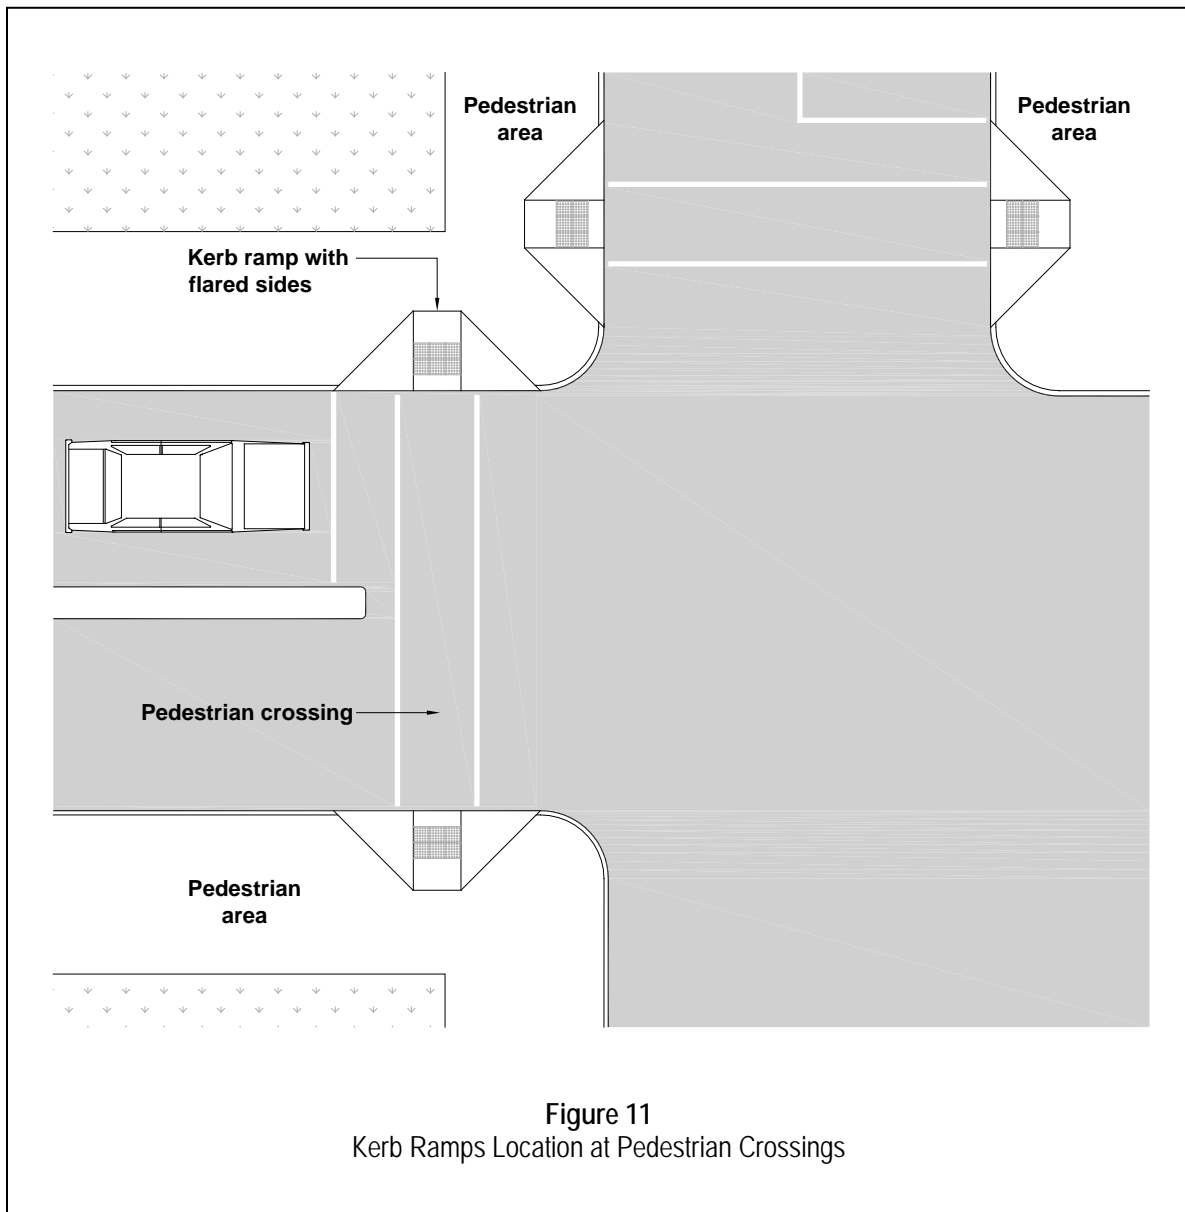 Pedestrian
area
Pedestrian
area
Kerb ramp with
flared sides
Pedestrian crossing
Pedestrian
area
Figure 11
Kerb Ramps Location at Pedestrian Crossings